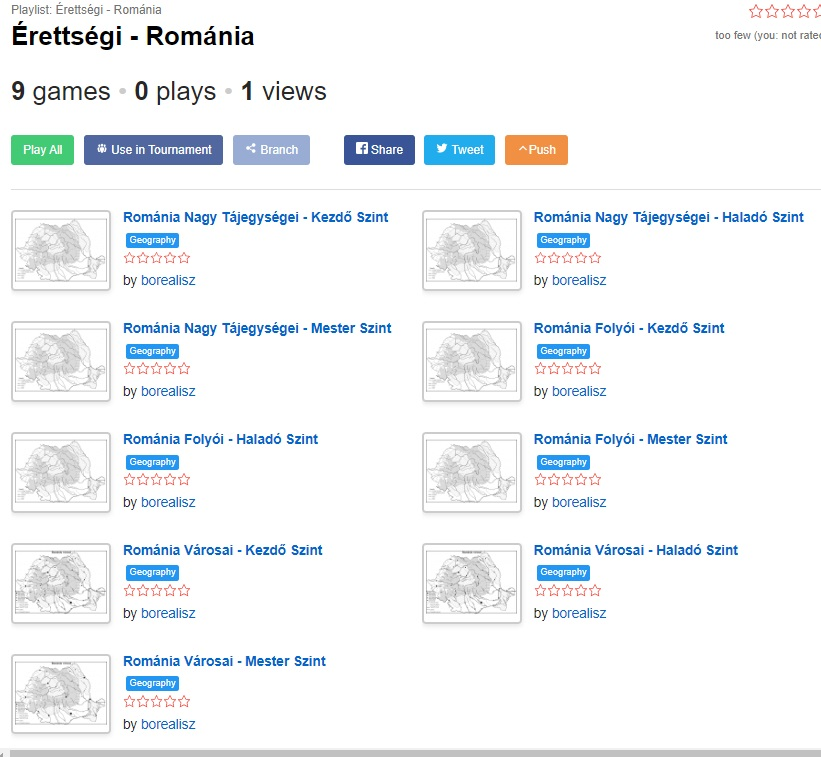 Playlist: Érettségi - Románia
Érettségi - Románia
too few (you: not rated
9 games • 0 plays • 1 views
Play All
Use in Tournament
Branch
Share
Tweet
Push
Románia Nagy Tájegységei - Kezdő Szint
Geography
by borealisz
Románia Nagy Tájegységei - Haladó Szint
Geography
by borealisz
Románia Nagy Tájegységei - Mester Szint
Geography
by borealisz
Románia Folyói - Kezdő Szint
Geography
by borealisz
Románia Folyói - Haladó Szint
Geography
by borealisz
Románia Folyói - Mester Szint
Geography
by borealisz
Románia Városai - Kezdő Szint
Geography
by borealisz
Románia Városai - Haladó Szint
Geography
by borealisz
Románia Városai - Mester Szint
Geography
by borealisz